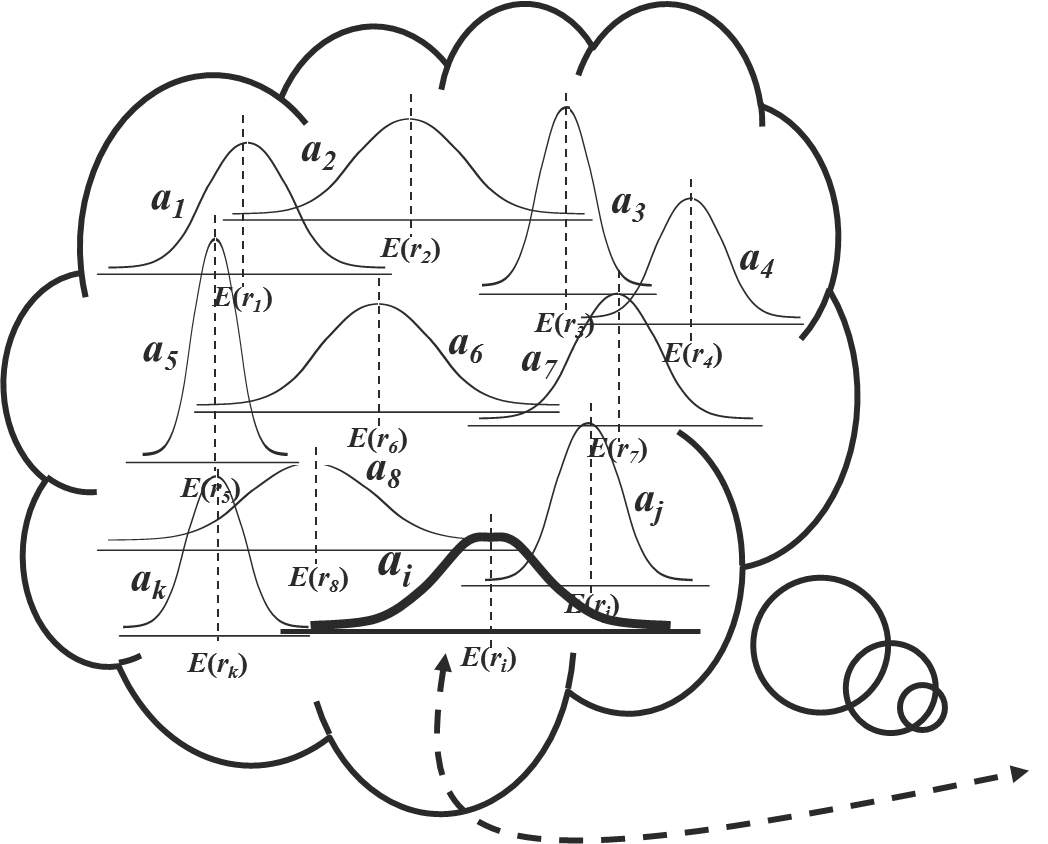 a2
a1
a3
E(r2)
a4
E(r1)
E(r3)
a5
a6
a7
E(r4)
E(r6)
E(r7)
a8
E(r5)
aj
ai
ak
E(r8)
E(rj)
E(rk)
E(ri)